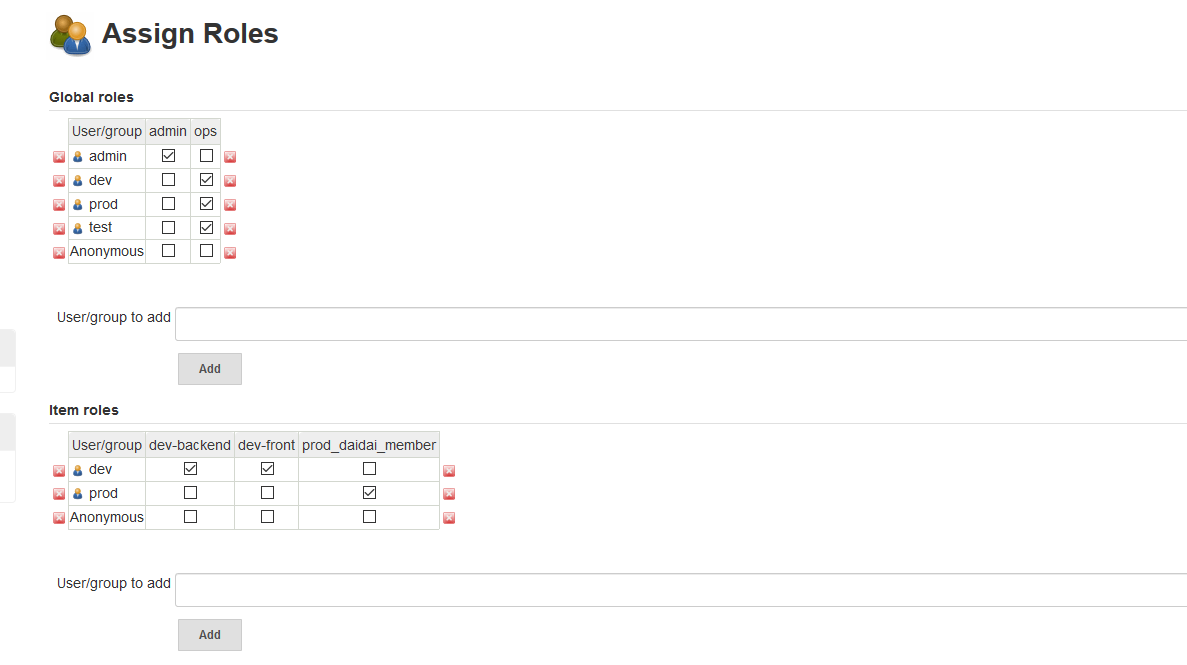 Assign Roles
Global roles
User/group admin ops
admin
dev
prod
test
Anonymous
User/group to add
Add
Item roles
User/group dev-backend dev-front prod_daidai_member
dev
prod
Anonymous
User/group to add
Add